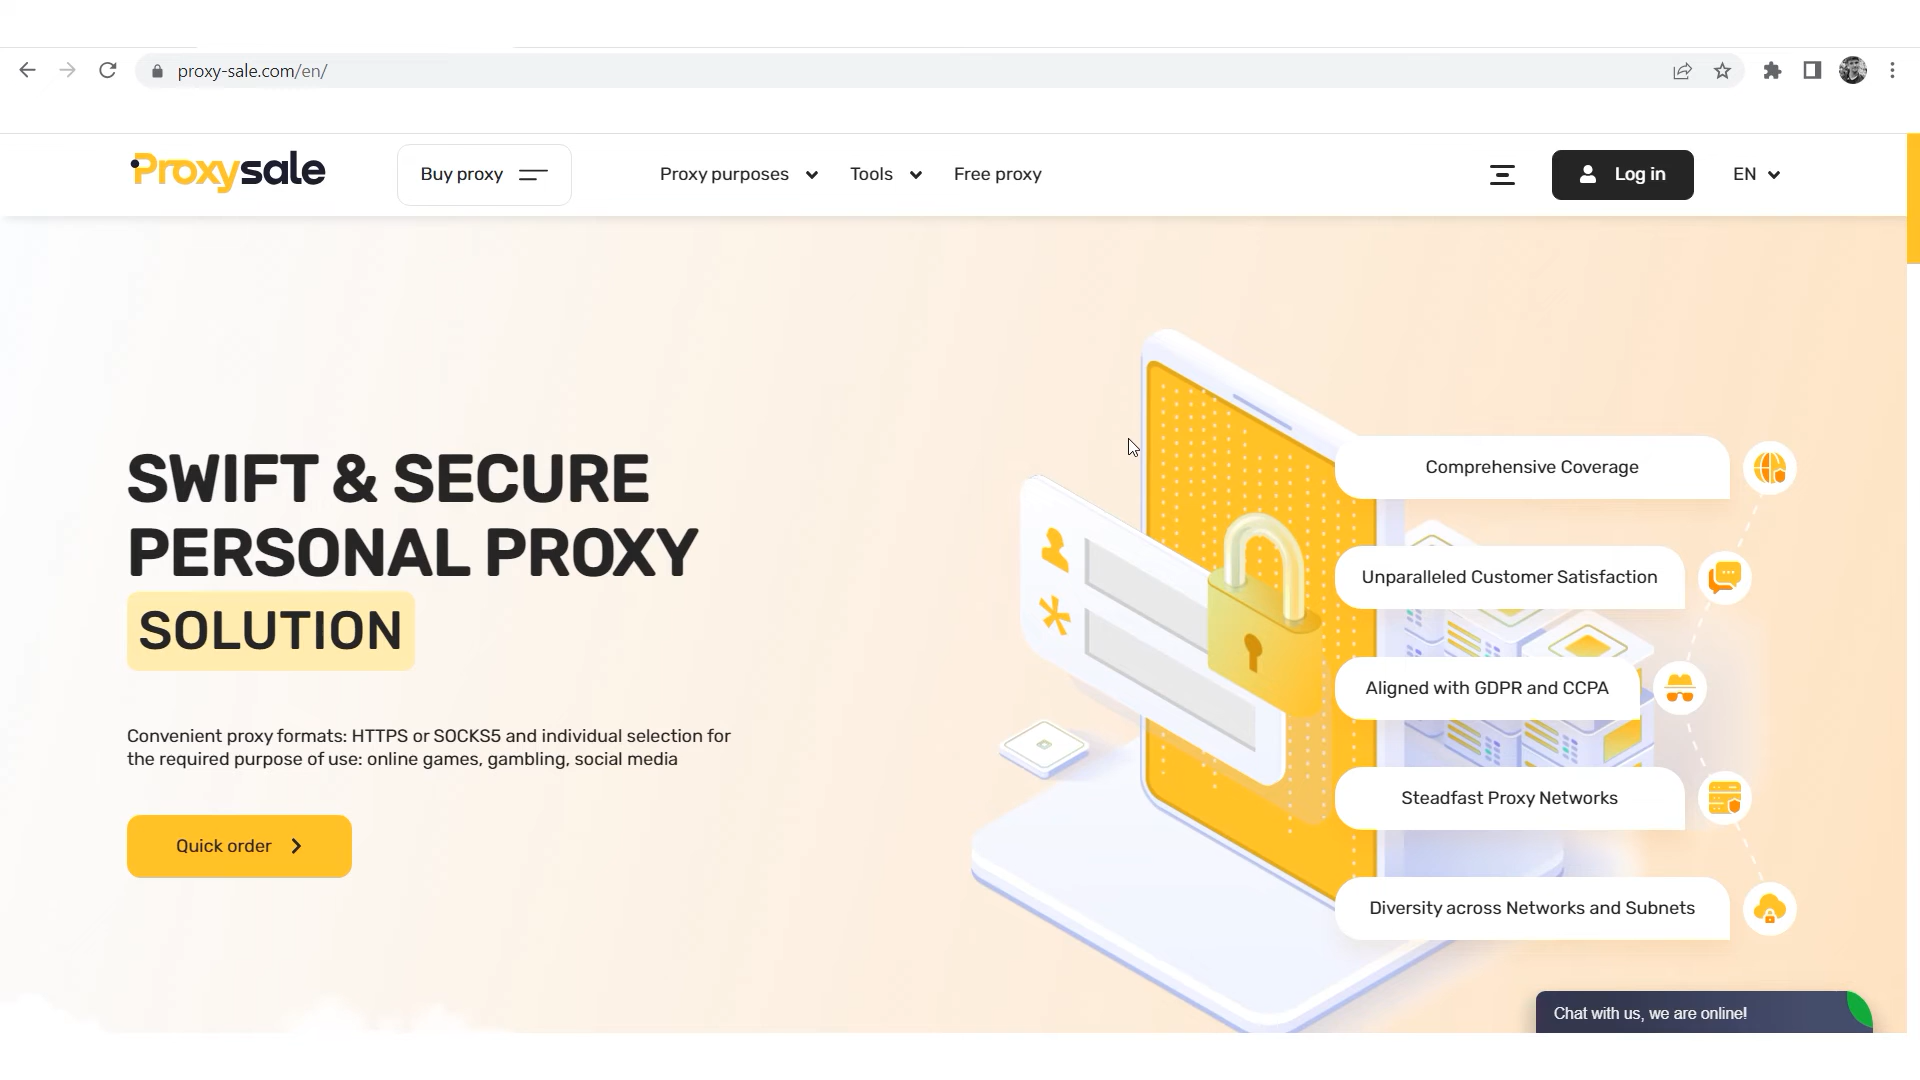 proxy-sale.com/en/
Proxysale
Buy proxy
Proxy purposes
Tools
Free proxy
Log in
EN
SWIFT & SECURE
PERSONAL PROXY
SOLUTION
Convenient proxy formats: HTTPS or SOCKS5 and individual selection for
the required purpose of use: online games, gambling, social media
Quick order
Comprehensive Coverage
Unparalleled Customer Satisfaction
Aligned with GDPR and CCPA
Steadfast Proxy Networks
Diversity across Networks and Subnets
Chat with us, we are online!